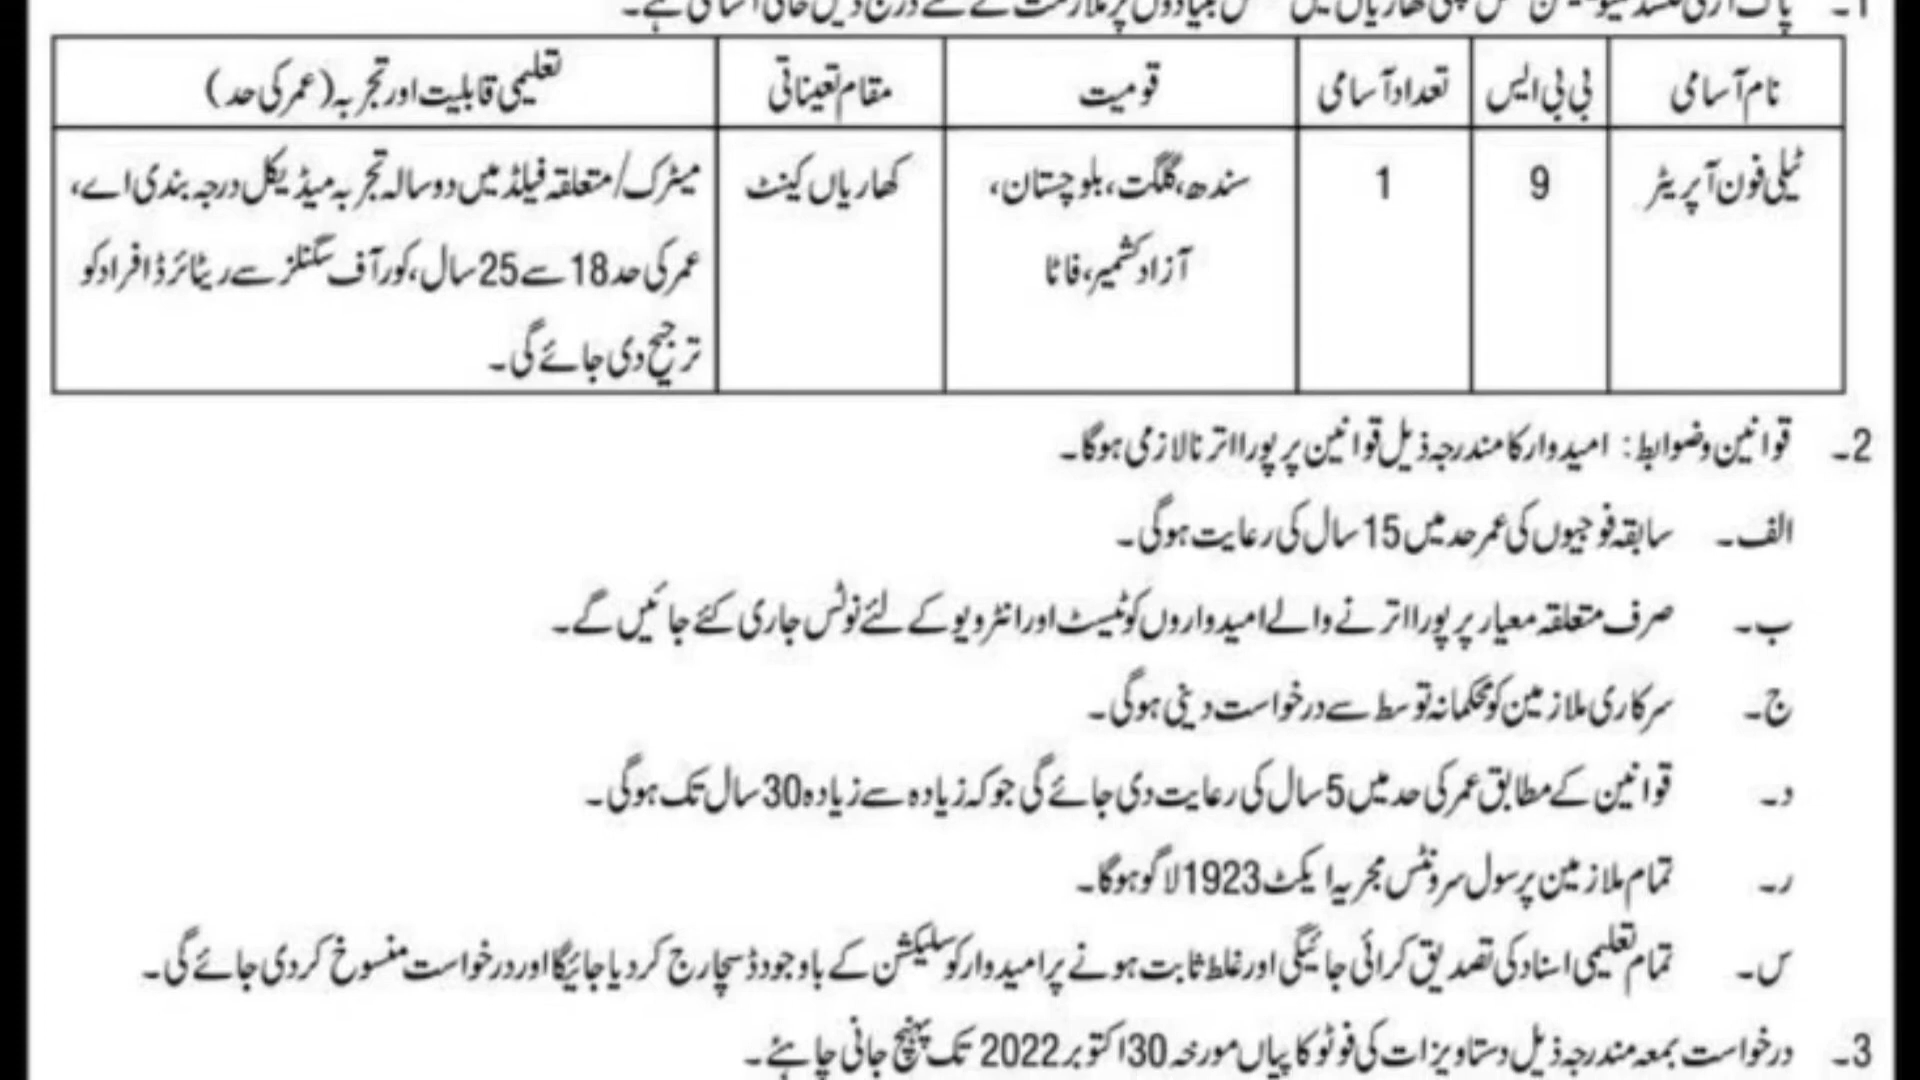 نام آسامی	بی پی ایس	تعداد آسامی	قومیت	مقام تعیناتی	تعلیمی قابلیت اور تجربہ (عمر کی حد)
ٹیلی فون آپریٹر	9	1	سندھ، گلگت، بلوچستان،	کھاریاں کینٹ	میٹرک/متعلقہ فیلڈ میں دو سالہ تجربہ میڈیکل درجہ بندی اے،
آزاد کشمیر، فاٹا	عمر کی حد 18 سے 25 سال، کور آف سگنلز سے ریٹائرڈ افراد کو
ترجیح دی جائے گی۔
2۔ قوانین و ضوابط: امیدوار کا مندرجہ ذیل قوانین پر پورا اترنا لازمی ہوگا۔
الف۔ سابقہ فوجیوں کی عمر حد میں 15 سال کی رعایت ہوگی۔
ب۔ صرف متعلقہ معیار پر پورا اترنے والے امیدواروں کو ٹیسٹ اور انٹرویو کے لئے نوٹس جاری کئے جائیں گے۔
ج۔ سرکاری ملازمین کو محکمانہ توسط سے درخواست دینی ہوگی۔
د۔ قوانین کے مطابق عمر کی حد میں 5 سال کی رعایت دی جائے گی جو کہ زیادہ سے زیادہ 30 سال تک ہوگی۔
ر۔ تمام ملازمین پر سول سرونٹس مجریہ ایکٹ 1923 لاگو ہوگا۔
س۔ تمام تعلیمی اسناد کی تصدیق کرائی جائیگی اور غلط ثابت ہونے پر امیدوار کو سلیکشن کے باوجود ڈسچارج کر دیا جائیگا اور درخواست منسوخ کر دی جائے گی۔
3۔ درخواست بمعہ مندرجہ ذیل دستاویزات کی فوٹو کاپیاں مورخہ 30 اکتوبر 2022 تک پہنچ جانی چاہئے۔